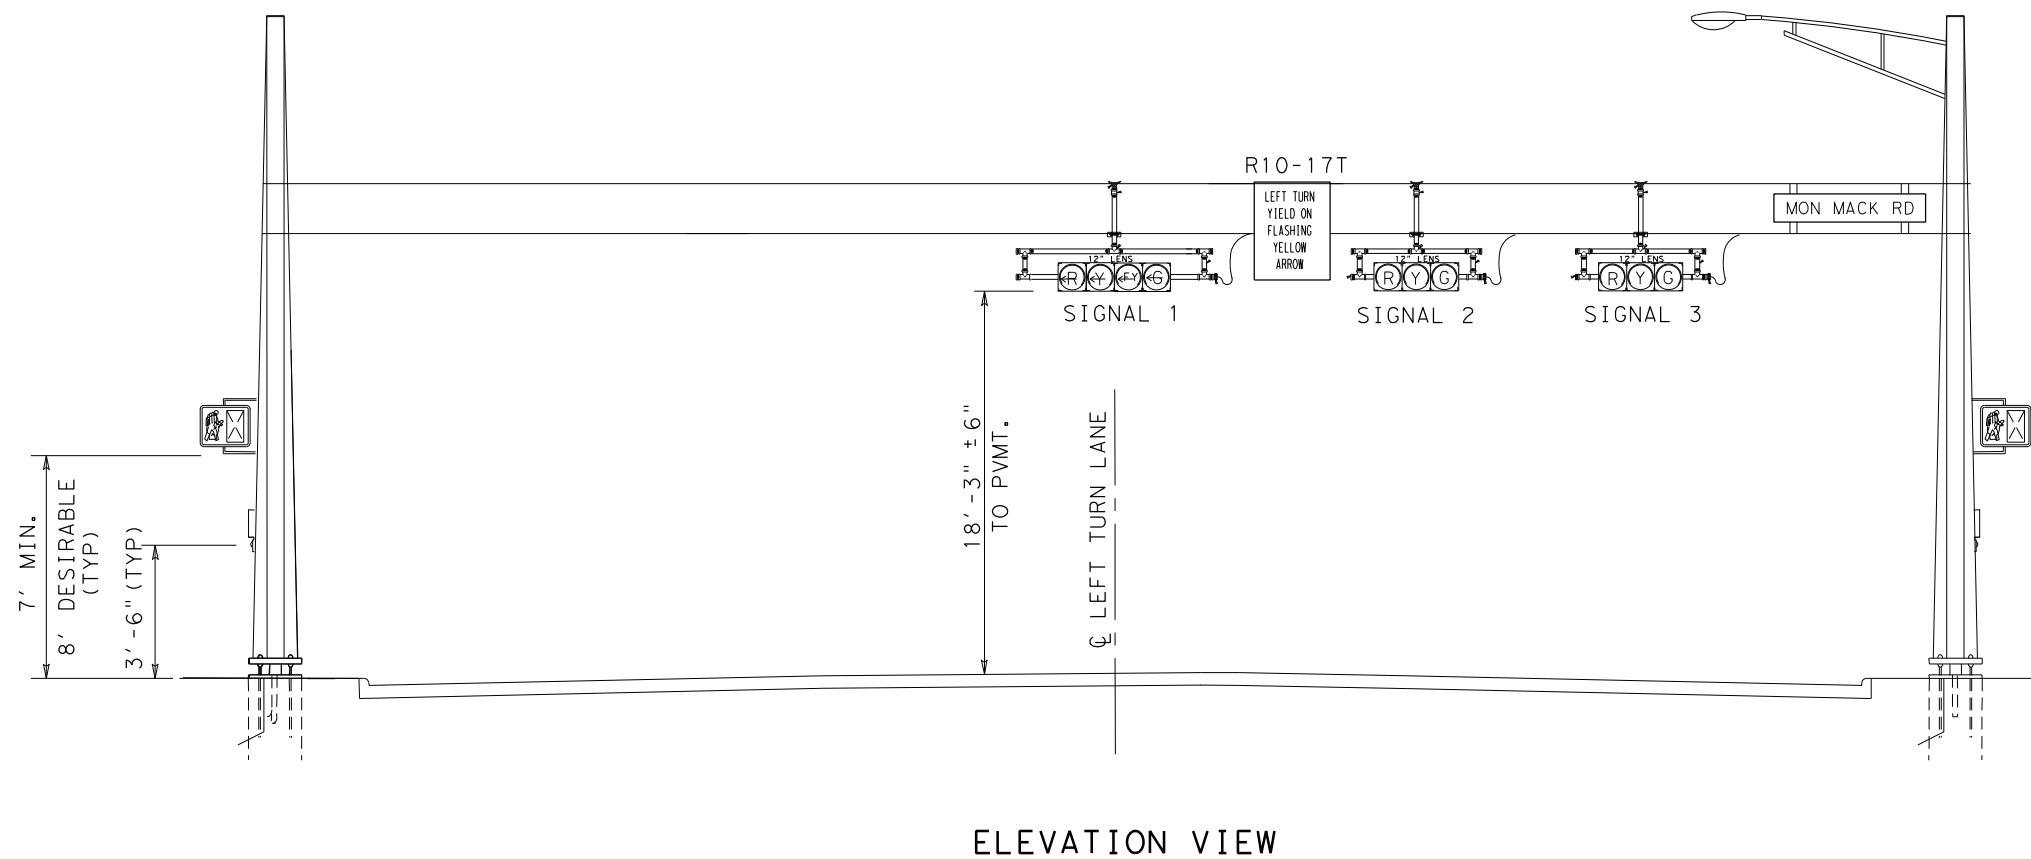 R10-17T
LEFT TURN
YIELD ON
FLASHING
YELLOW
ARROW
MON MACK RD
12" LENS
R Y FY G
SIGNAL 1
12" LENS
R Y G
SIGNAL 2
12" LENS
R Y G
SIGNAL 3
18'-3" ±6"
TO PVMT.
℄ LEFT TURN LANE
7' MIN.
8' DESIRABLE
(TYP)
3'-6" (TYP)
ELEVATION VIEW